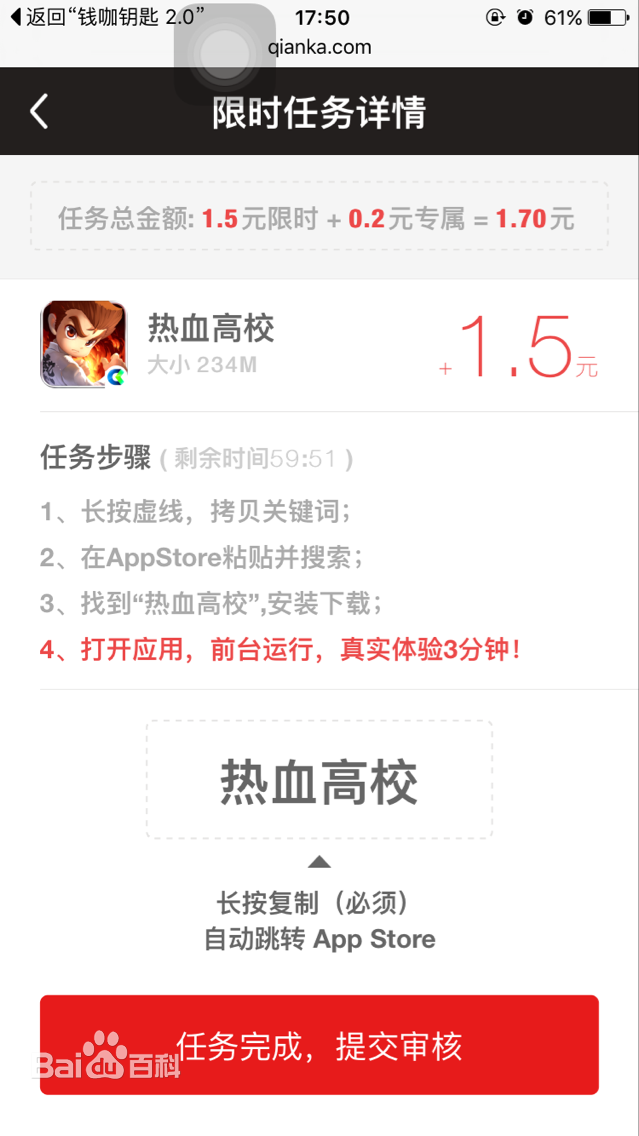 返回“钱咖钥匙 2.0” 17:50 61%
qianka.com
限时任务详情
任务总金额: 1.5元限时 + 0.2元专属 = 1.70元
热血高校
大小 234M
+1.5元
任务步骤 ( 剩余时间59:51 )
1、长按虚线，拷贝关键词；
2、在AppStore粘贴并搜索；
3、找到“热血高校”,安装下载；
4、打开应用，前台运行，真实体验3分钟！
热血高校
长按复制（必须）
自动跳转 App Store
任务完成，提交审核
Bai du 百科